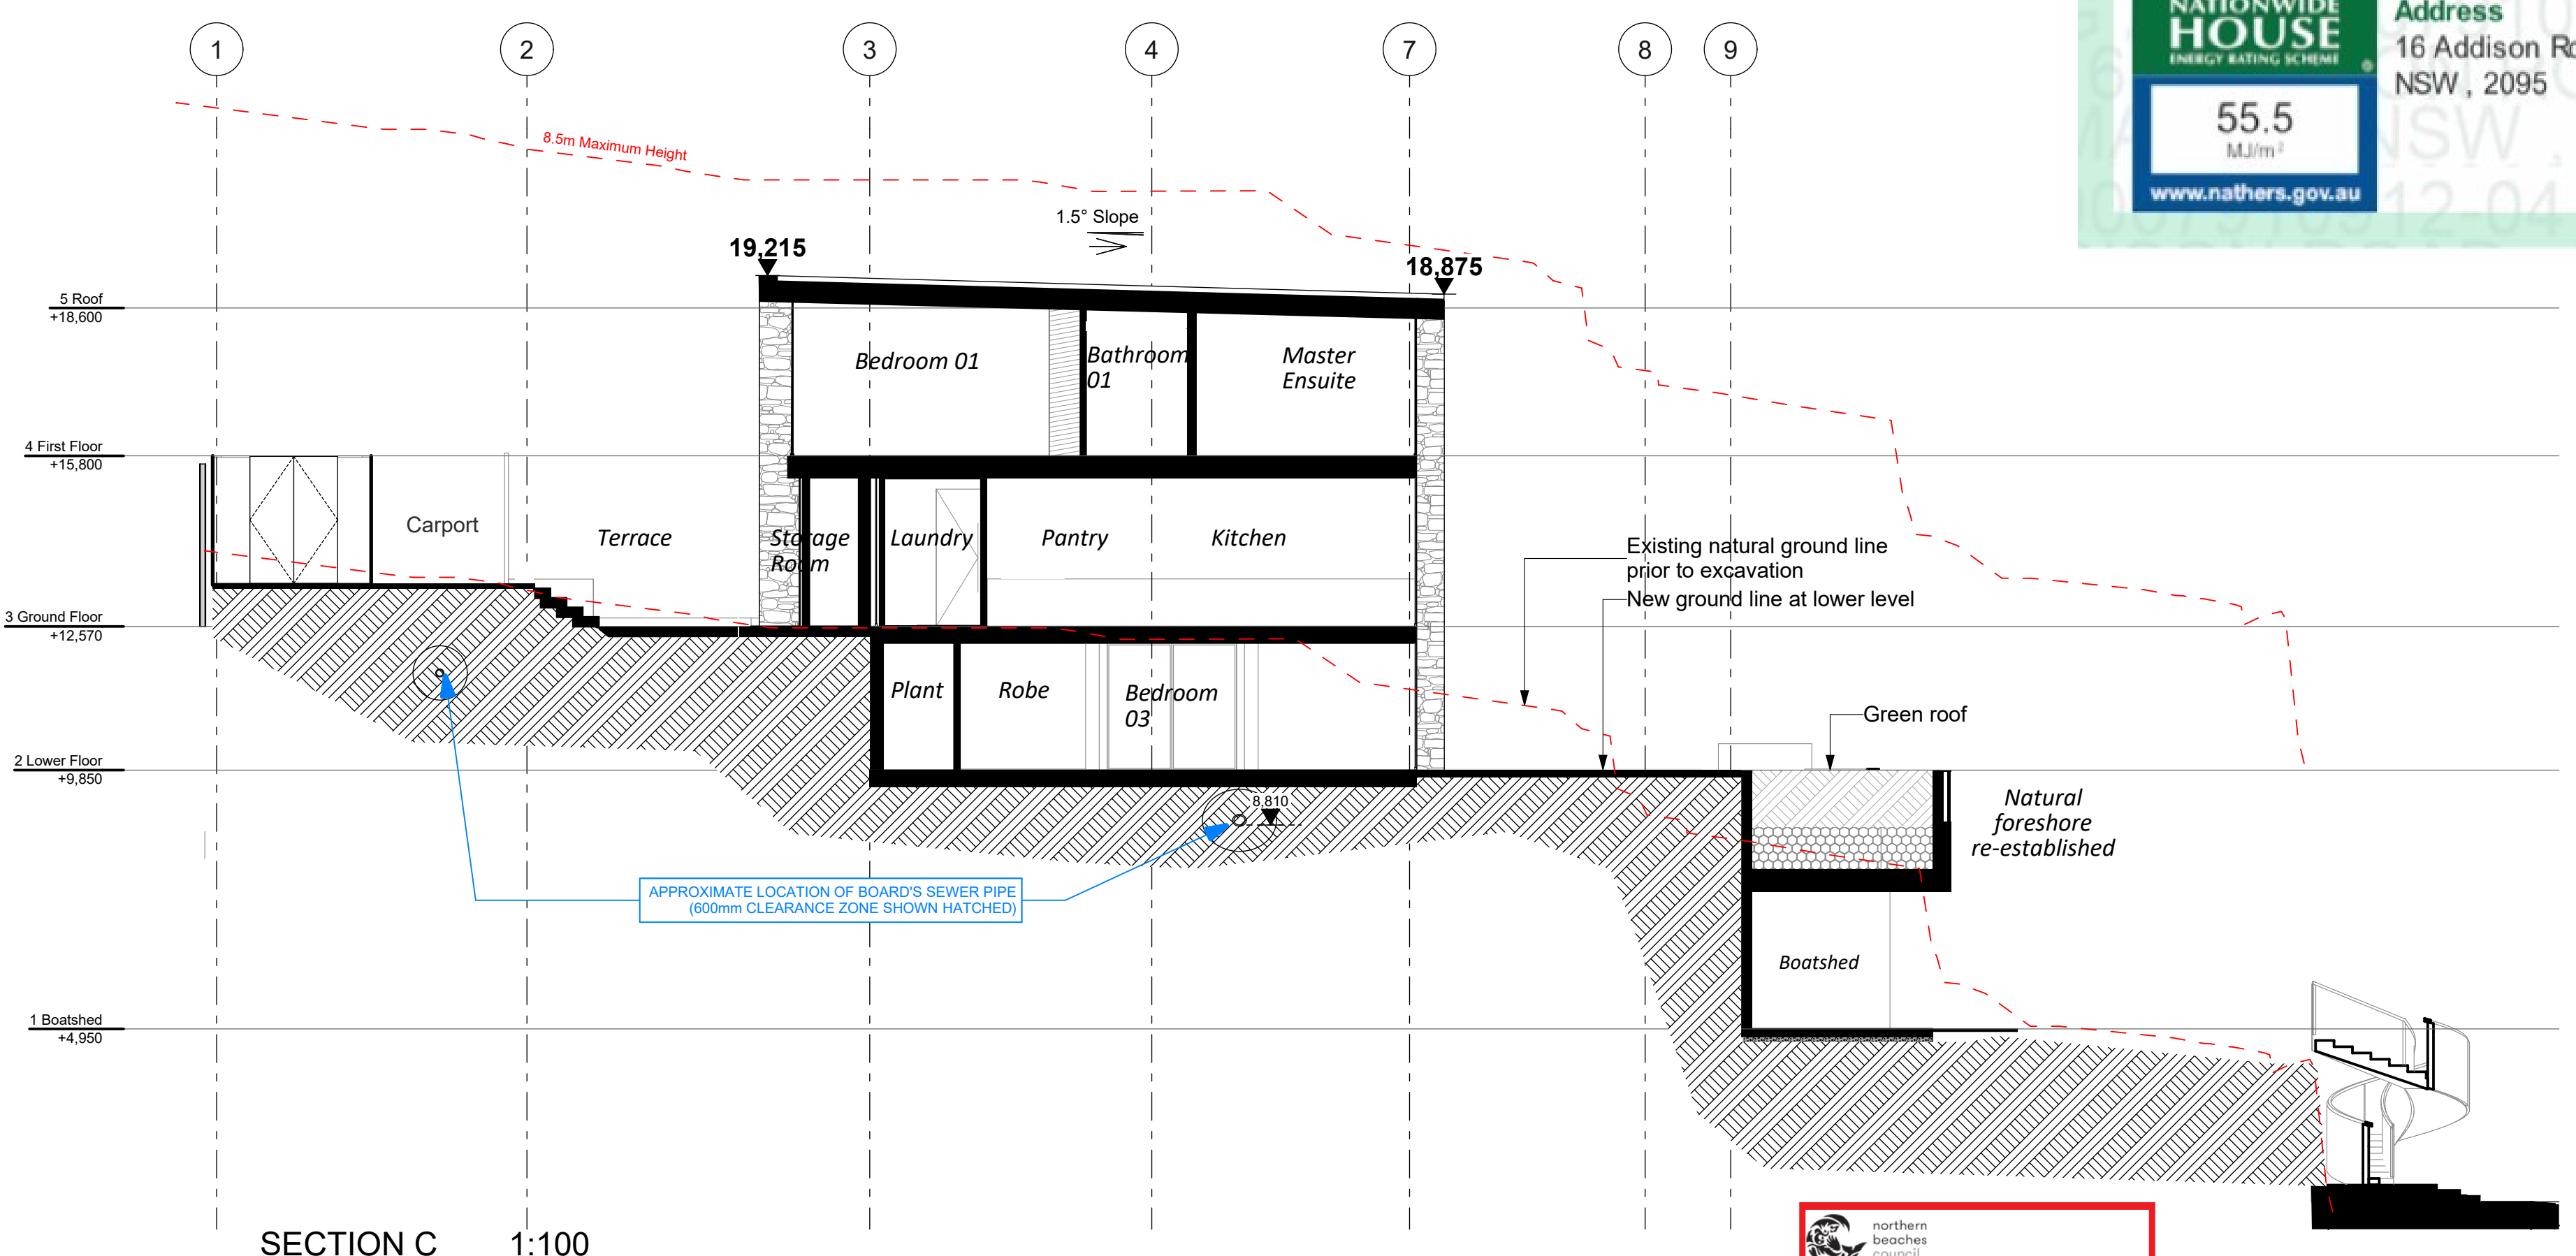 1
2
3
4
7
8
9
NATIONWIDE
HOUSE
ENERGY RATING SCHEME
®
55.5
MJ/m²
www.nathers.gov.au
Address
16 Addison Ro
NSW , 2095
8.5m Maximum Height
1.5° Slope
19,215
18,875
5 Roof
+18,600
Bedroom 01
Bathroom
01
Master
Ensuite
4 First Floor
+15,800
Carport
Terrace
Storage
Room
Laundry
Pantry
Kitchen
Existing natural ground line
prior to excavation
New ground line at lower level
3 Ground Floor
+12,570
Plant
Robe
Bedroom
03
Green roof
2 Lower Floor
+9,850
8,810
Natural
foreshore
re-established
APPROXIMATE LOCATION OF BOARD'S SEWER PIPE
(600mm CLEARANCE ZONE SHOWN HATCHED)
Boatshed
1 Boatshed
+4,950
SECTION C 1:100
northern
beaches
council